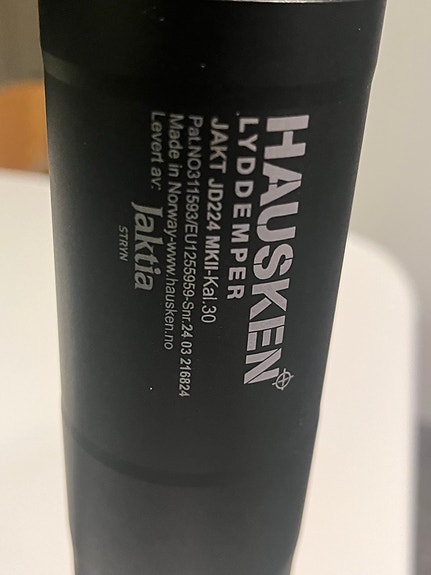 HAUSKEN
LYDDEMPER
JAKT JD224 MKII-Kal.30
Pat.NO311593/EU1255959-Snr.24 03 216824
Made in Norway-www.hausken.no
Levert av: Jaktia
STRYN